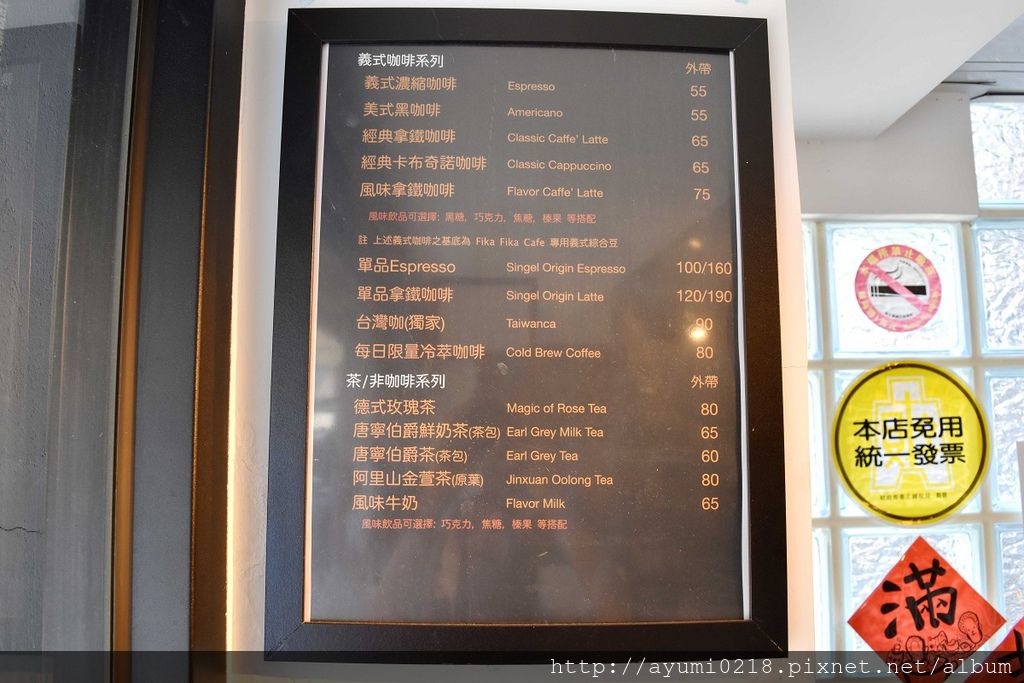 義式咖啡系列 外帶
義式濃縮咖啡 Espresso 55
美式黑咖啡 Americano 55
經典拿鐵咖啡 Classic Caffe' Latte 65
經典卡布奇諾咖啡 Classic Cappuccino 65
風味拿鐵咖啡 Flavor Caffe' Latte 75
風味飲品可選擇: 黑糖, 巧克力, 焦糖, 榛果 等搭配
註 上述義式咖啡之基底為 Fika Fika Cafe 專用義式綜合豆
單品Espresso Singel Origin Espresso 100/160
單品拿鐵咖啡 Singel Origin Latte 120/190
台灣咖(獨家) Taiwanca 90
每日限量冷萃咖啡 Cold Brew Coffee 80
茶/非咖啡系列 外帶
德式玫瑰茶 Magic of Rose Tea 80
唐寧伯爵鮮奶茶(茶包) Earl Grey Milk Tea 65
唐寧伯爵茶(茶包) Earl Grey Tea 60
阿里山金萱茶(原葉) Jinxuan Oolong Tea 80
風味牛奶 Flavor Milk 65
風味飲品可選擇: 巧克力, 焦糖, 榛果 等搭配
本店免用
統一發票
滿
http://ayumi0218.pixnet.net/album